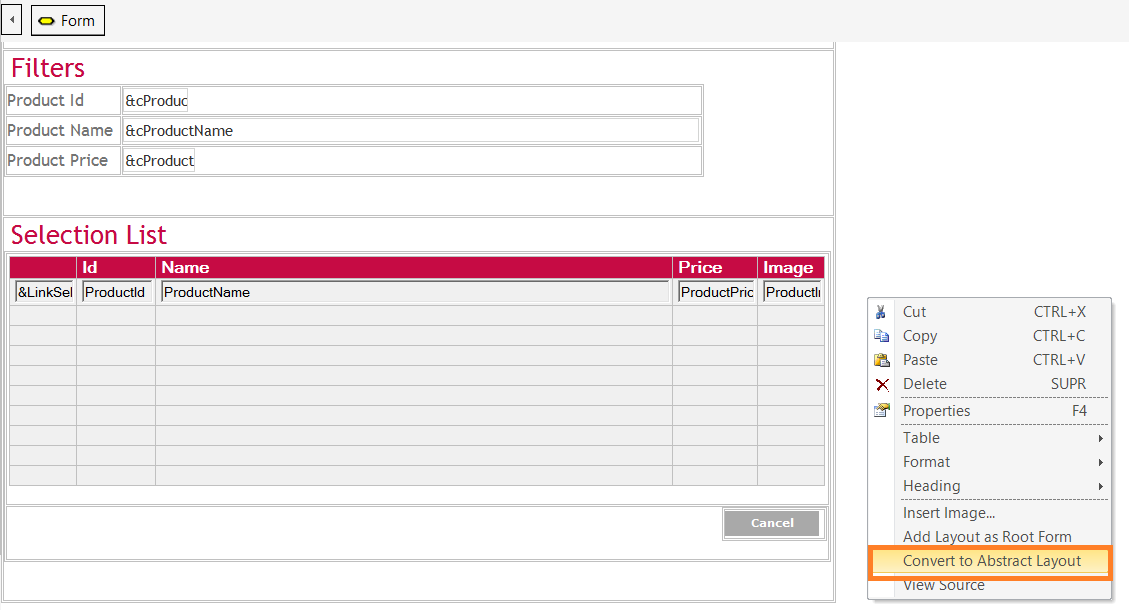 Form
Filters
Product Id &cProduc
Product Name &cProductName
Product Price &cProduct
Selection List
Id Name Price Image
&LinkSel ProductId ProductName ProductPric ProductIr
Cancel
Cut CTRL+X
Copy CTRL+C
Paste CTRL+V
Delete SUPR
Properties F4
Table
Format
Heading
Insert Image...
Add Layout as Root Form
Convert to Abstract Layout
View Source